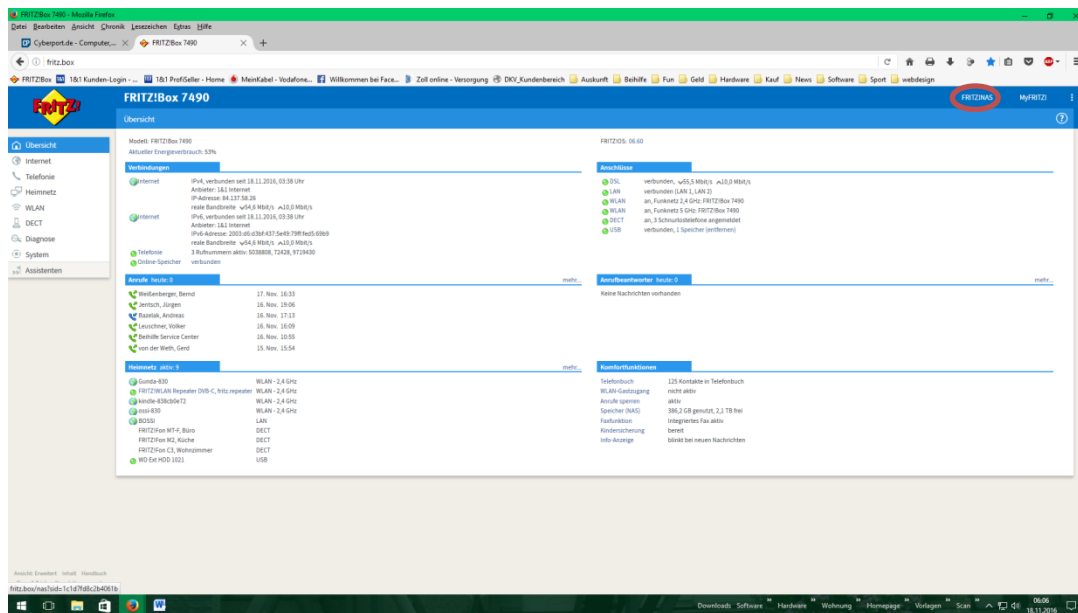 FRITZ!Box 7490 - Mozilla Firefox
Datei Bearbeiten Ansicht Chronik Lesezeichen Extras Hilfe
Cyberport.de - Computer,... FRITZ!Box 7490
fritz.box
FRITZ!Box 1&1 Kunden-Login - ... 1&1 ProfiSeller - Home MeinKabel - Vodafone... Willkommen bei Face... Zoll online - Versorgung DKV_Kundenbereich Auskunft Beihilfe Fun Geld Hardware Kauf News Software Sport webdesign
FRITZ! FRITZ!Box 7490 FRITZ!NAS MyFRITZ!
Übersicht
Übersicht
Internet
Telefonie
Heimnetz
WLAN
DECT
Diagnose
System
Assistenten
Modell: FRITZ!Box 7490
Aktueller Energieverbrauch: 53%
FRITZ!OS: 06.60
Verbindungen
Internet IPv4, verbunden seit 18.11.2016, 03:38 Uhr
Anbieter: 1&1 Internet
IP-Adresse: 84.137.58.26
reale Bandbreite 54,6 Mbit/s 10,0 Mbit/s
Internet IPv6, verbunden seit 18.11.2016, 03:38 Uhr
Anbieter: 1&1 Internet
reale Bandbreite 54,6 Mbit/s 10,0 Mbit/s
Telefonie 3 Rufnummern aktiv: 5038808, 72428, 9719430
Online-Speicher verbunden
Anschlüsse
DSL verbunden, 55,5 Mbit/s 10,0 Mbit/s
LAN verbunden (LAN 1, LAN 2)
WLAN an, Funknetz 2,4 GHz: FRITZ!Box 7490
WLAN an, Funknetz 5 GHz: FRITZ!Box 7490
DECT an, 3 Schnurlostelefone angemeldet
USB verbunden, 1 Speicher (entfernen)
Anrufe heute: 0 mehr...
Weißenberger, Bernd 17. Nov. 16:33
Jentsch, Jürgen 16. Nov. 19:06
Bazelak, Andreas 16. Nov. 17:13
Leuschner, Volker 16. Nov. 16:09
Beihilfe Service Center 16. Nov. 10:55
von der Weth, Gerd 15. Nov. 15:54
Anrufbeantworter heute: 0 mehr...
Keine Nachrichten vorhanden
Heimnetz aktiv: 9 mehr...
Gunda-830 WLAN - 2,4 GHz
FRITZ!WLAN Repeater DVB-C, fritz.repeater WLAN - 2,4 GHz
kindle-838cb0e72 WLAN - 2,4 GHz
ossi-830 WLAN - 2,4 GHz
BOSSI LAN
FRITZ!Fon MT-F, Büro DECT
FRITZ!Fon M2, Küche DECT
FRITZ!Fon C3, Wohnzimmer DECT
WD Ext HDD 1021 USB
Komfortfunktionen
Telefonbuch 125 Kontakte in Telefonbuch
WLAN-Gastzugang nicht aktiv
Anrufe sperren aktiv
Speicher (NAS) 386,2 GB genutzt, 2,1 TB frei
Faxfunktion Integriertes Fax aktiv
Kindersicherung bereit
Info-Anzeige blinkt bei neuen Nachrichten
Ansicht: Erweitert Inhalt Handbuch
fritz.box/nas?sid=1c1d7fd8c2b4061b
Downloads Software Hardware Wohnung Homepage Vorlagen Scan 06:06
18.11.2016